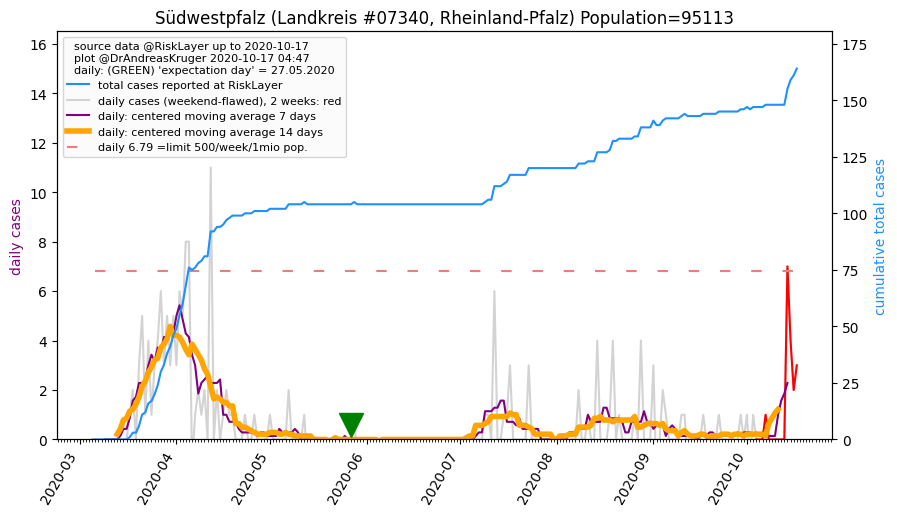 Südwestpfalz (Landkreis #07340, Rheinland-Pfalz) Population=95113
source data @RiskLayer up to 2020-10-17
plot @DrAndreasKruger 2020-10-17 04:47
daily: (GREEN) 'expectation day' = 27.05.2020
total cases reported at RiskLayer
daily cases (weekend-flawed), 2 weeks: red
daily: centered moving average 7 days
daily: centered moving average 14 days
daily 6.79 =limit 500/week/1mio pop.
daily cases
16
14
12
10
8
6
4
2
0
cumulative total cases
175
150
125
100
75
50
25
0
2020-03
2020-04
2020-05
2020-06
2020-07
2020-08
2020-09
2020-10